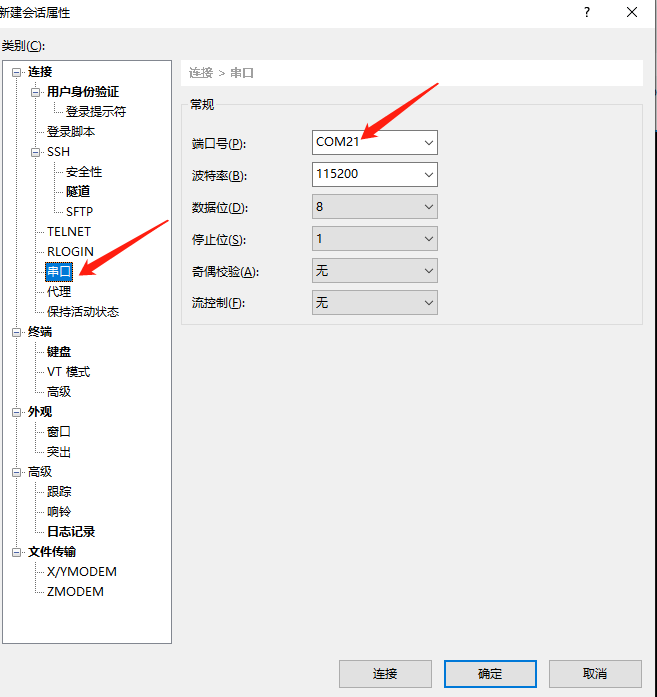 新建会话属性
?
类别(C):
连接
用户身份验证
登录提示符
登录脚本
SSH
安全性
隧道
SFTP
TELNET
RLOGIN
串口
代理
保持活动状态
终端
键盘
VT 模式
高级
外观
窗口
突出
高级
跟踪
响铃
日志记录
文件传输
X/YMODEM
ZMODEM
连接 > 串口
常规
端口号(P): COM21
波特率(B): 115200
数据位(D): 8
停止位(S): 1
奇偶校验(A): 无
流控制(F): 无
连接 确定 取消